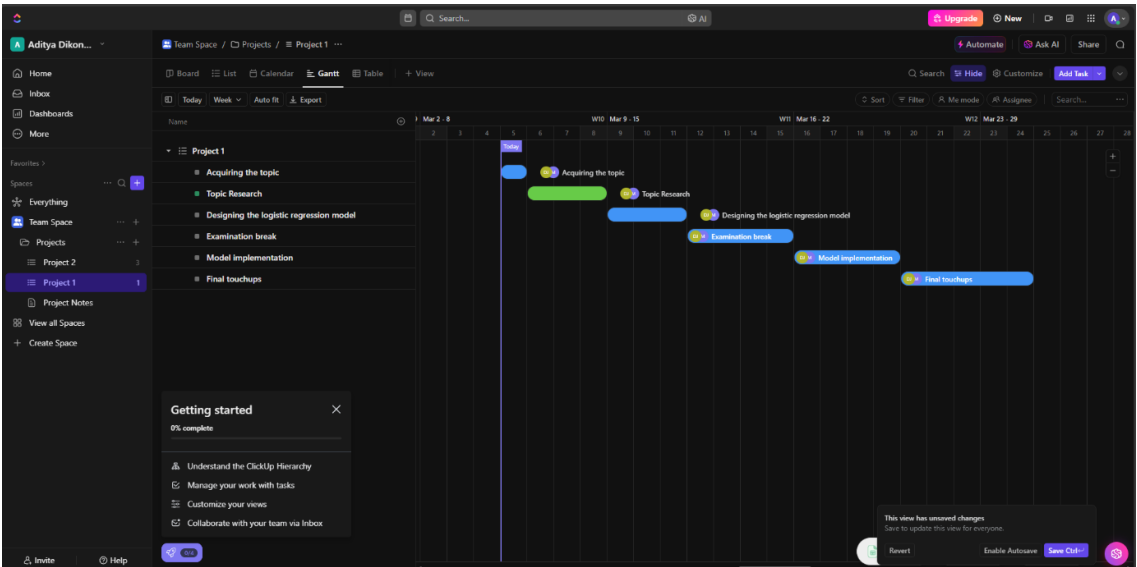 Search...
AI
Upgrade
New
A
A Aditya Dikon...
Team Space / Projects / Project 1 ...
Automate
Ask AI
Share
Home
Inbox
Dashboards
More
Favorites >
Spaces
Everything
Team Space
Projects
Project 2 3
Project 1 1
Project Notes
View all Spaces
+ Create Space
Invite
Help
Board List Calendar Gantt Table + View
Search Hide Customize Add Task
Today Week Auto fit Export
Sort Filter Me mode Assignee Search...
Name
Mar 2 - 8 W10 Mar 9 - 15 W11 Mar 16 - 22 W12 Mar 23 - 29
2 3 4 5 6 7 8 9 10 11 12 13 14 15 16 17 18 19 20 21 22 23 24 25 26 27 28
Today
Project 1
Acquiring the topic
Topic Research
Designing the logistic regression model
Examination break
Model implementation
Final touchups
Acquiring the topic
Topic Research
Designing the logistic regression model
Examination break
Model implementation
Final touchups
Getting started
0% complete
Understand the ClickUp Hierarchy
Manage your work with tasks
Customize your views
Collaborate with your team via Inbox
0/4
This view has unsaved changes
Save to update this view for everyone.
Revert Enable Autosave Save Ctrl+↵